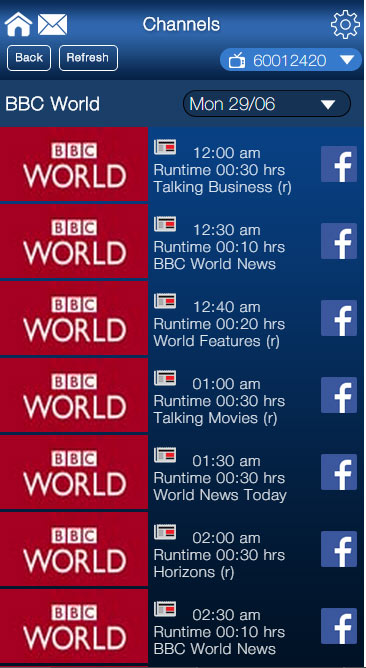 Channels
Back
Refresh
60012420
BBC World
Mon 29/06
BBC
WORLD
12:00 am
Runtime 00:30 hrs
Talking Business (r)
f
BBC
WORLD
12:30 am
Runtime 00:10 hrs
BBC World News
f
BBC
WORLD
12:40 am
Runtime 00:20 hrs
World Features (r)
f
BBC
WORLD
01:00 am
Runtime 00:30 hrs
Talking Movies (r)
f
BBC
WORLD
01:30 am
Runtime 00:30 hrs
World News Today
f
BBC
WORLD
02:00 am
Runtime 00:30 hrs
Horizons (r)
f
BBC
WORLD
02:30 am
Runtime 00:10 hrs
BBC World News
f